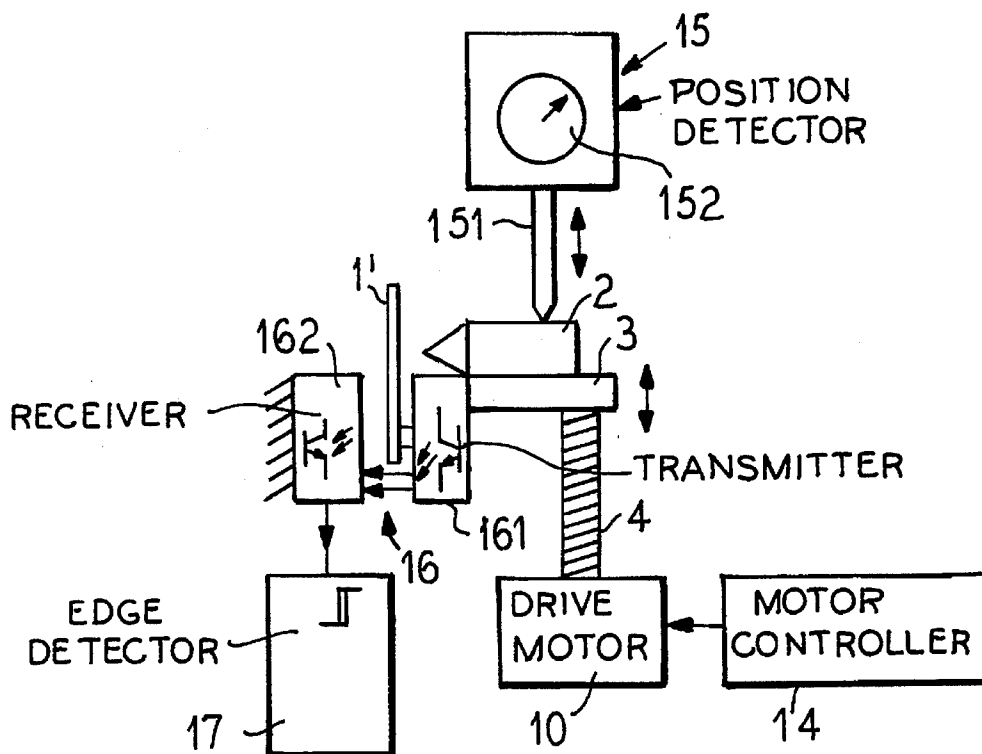 15
POSITION
DETECTOR
152
151
1'
2
3
162
RECEIVER
TRANSMITTER
161
16
4
EDGE
DETECTOR
17
DRIVE
MOTOR
10
MOTOR
CONTROLLER
14